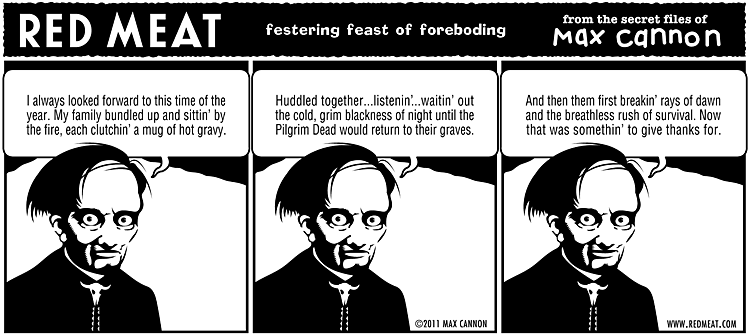 RED MEAT
festering feast of foreboding
from the secret files of
Max cannon
I always looked forward to this time of the
year. My family bundled up and sittin' by
the fire, each clutchin' a mug of hot gravy.
Huddled together...listenin'...waitin' out
the cold, grim blackness of night until the
Pilgrim Dead would return to their graves.
And then them first breakin' rays of dawn
and the breathless rush of survival. Now
that was somethin' to give thanks for.
©2011 MAX CANNON
WWW.REDMEAT.COM